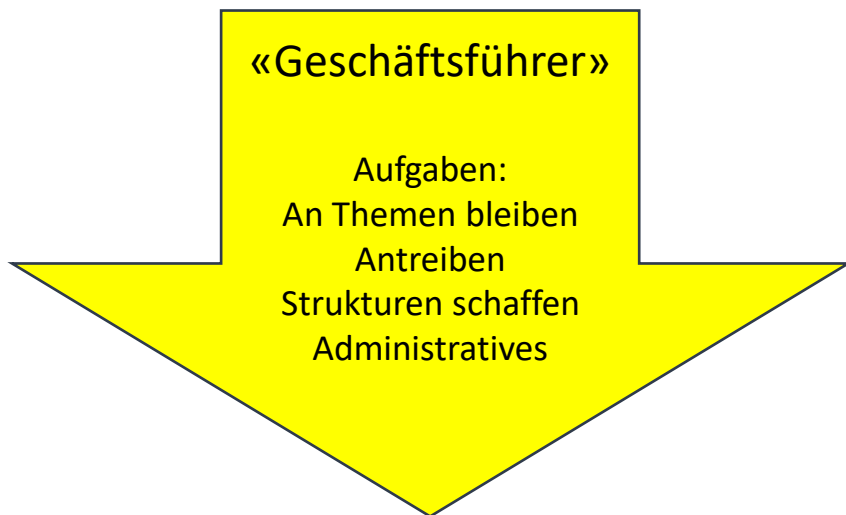 «Geschäftsführer»
Aufgaben:
An Themen bleiben
Antreiben
Strukturen schaffen
Administratives